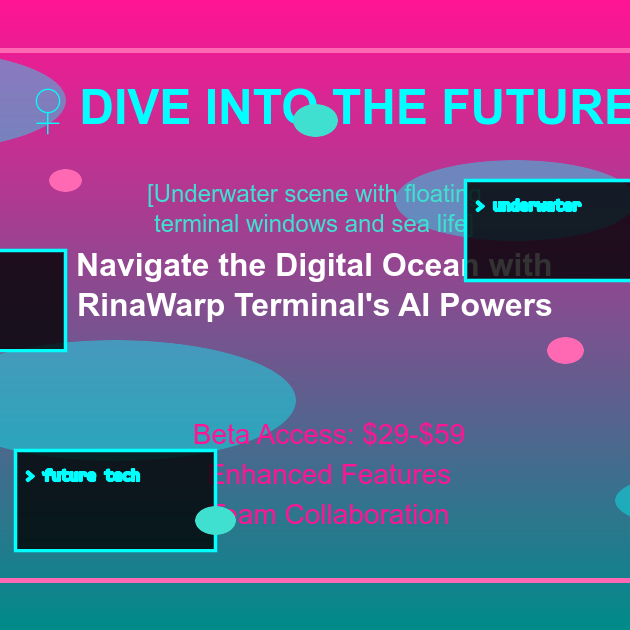 ♀ DIVE INTO THE FUTURE
[Underwater scene with floating
terminal windows and sea life]
> underwater
Navigate the Digital Ocean with
RinaWarp Terminal's AI Powers
Beta Access: $29-$59
> future tech
Enhanced Features
Team Collaboration